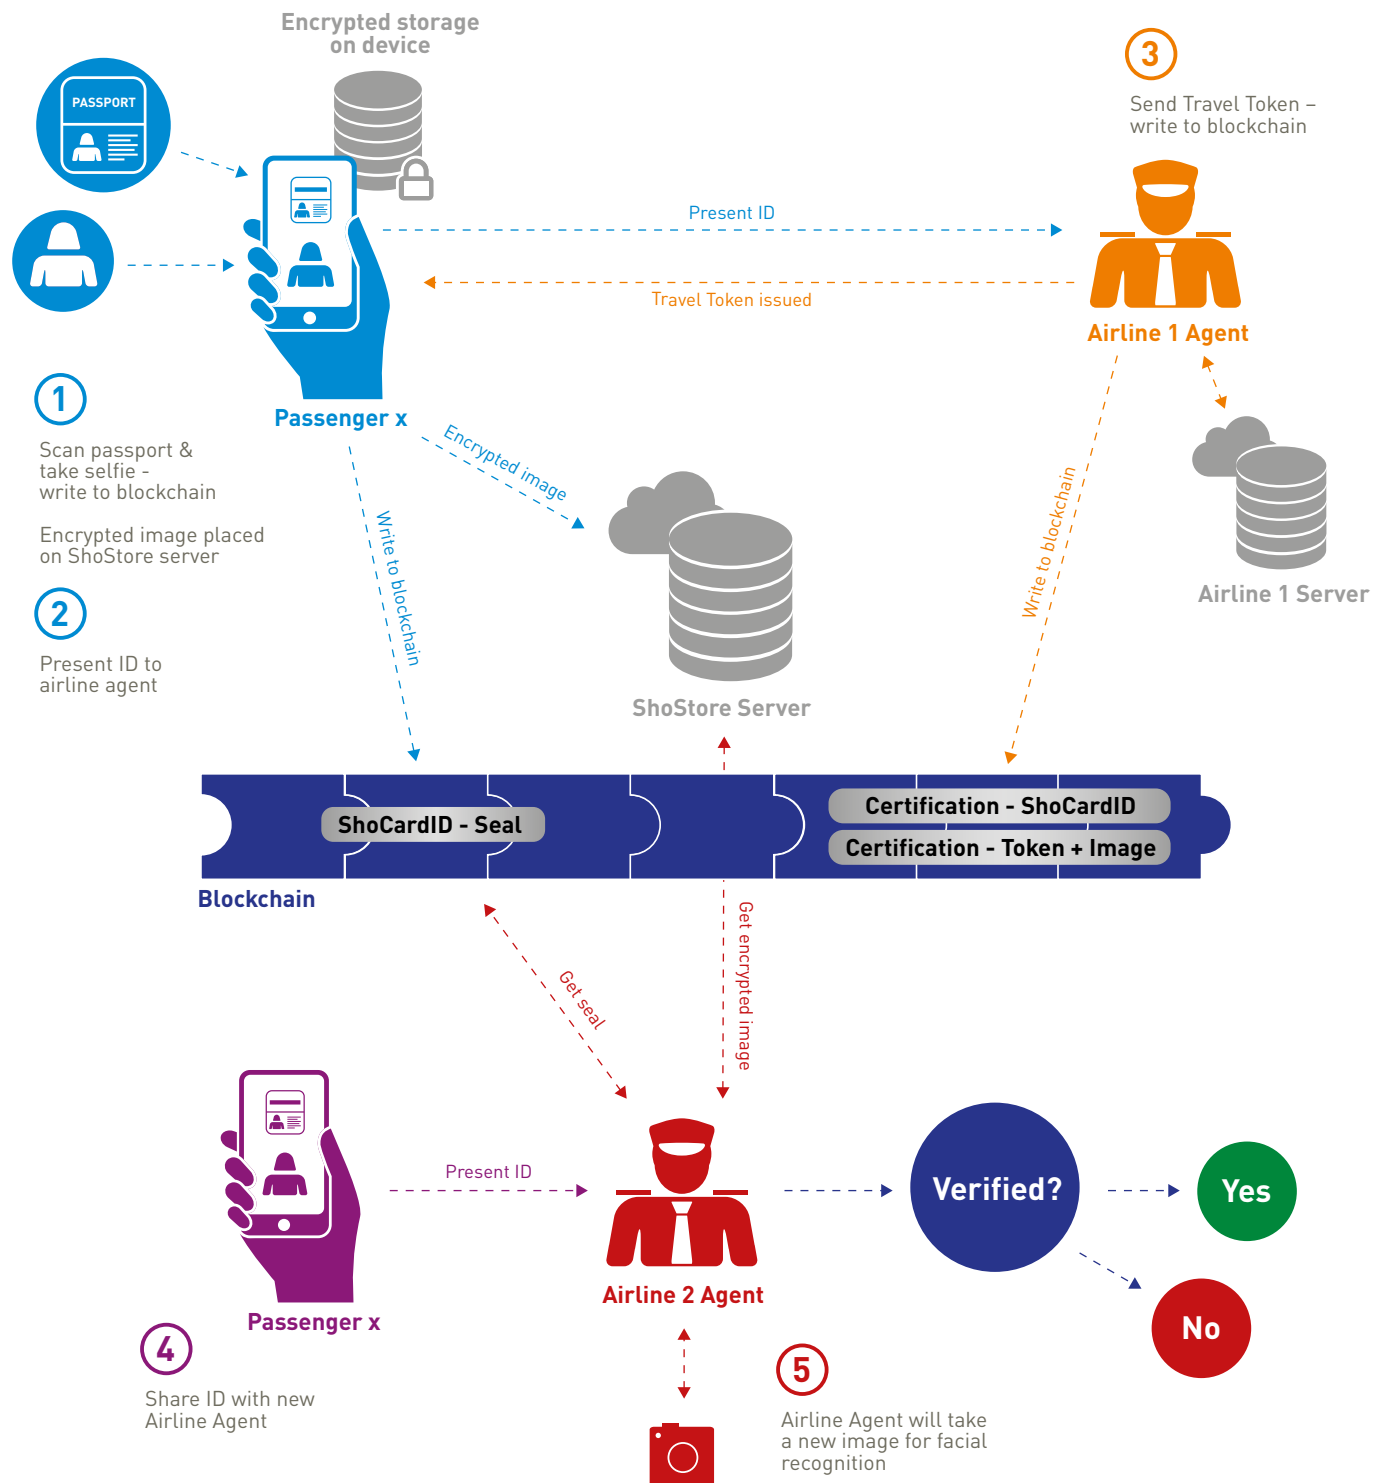 Encrypted storage
on device
PASSPORT
3
Send Travel Token –
write to blockchain
Present ID
Travel Token issued
Airline 1 Agent
1
Scan passport &
take selfie -
write to blockchain
Encrypted image placed
on ShoStore server
Passenger x
Encrypted image
Write to blockchain
Write to blockchain
Airline 1 Server
2
Present ID to
airline agent
ShoStore Server
ShoCardID - Seal
Certification - ShoCardID
Certification - Token + Image
Blockchain
Get seal
Get encrypted image
Present ID
Passenger x
4
Share ID with new
Airline Agent
Airline 2 Agent
Verified?
Yes
No
5
Airline Agent will take
a new image for facial
recognition